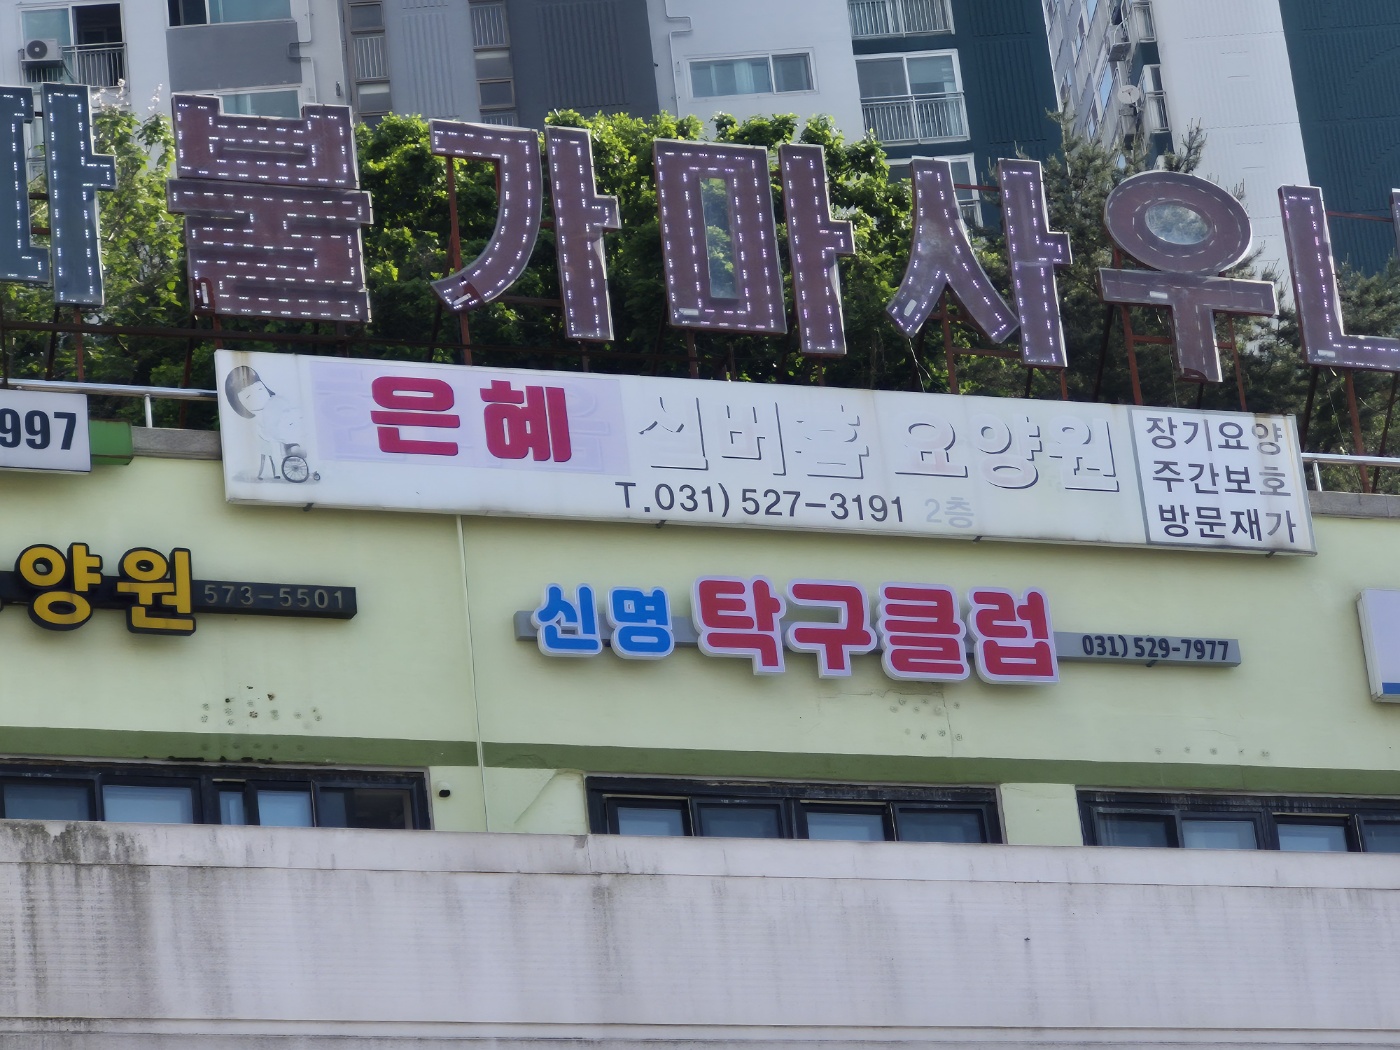 불가마사우나
997
은혜 실버홈 요양원
T.031)527-3191 2층
장기요양
주간보호
방문재가
양원 573-5501
신명 탁구클럽 031)529-7977